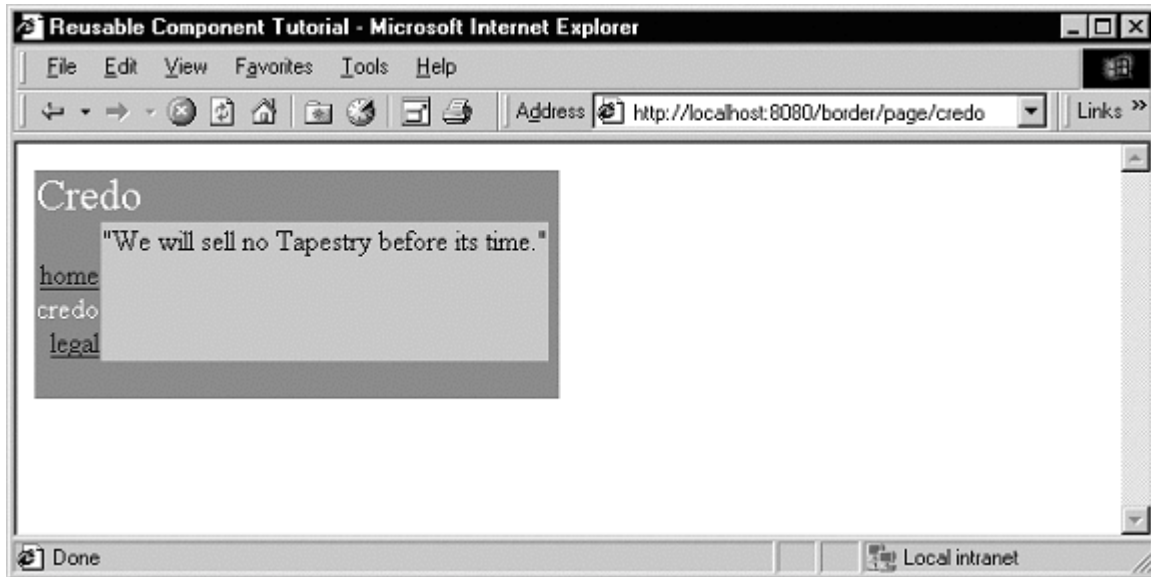 Reusable Component Tutorial - Microsoft Internet Explorer
File Edit View Favorites Tools Help
Address http://localhost:8080/border/page/credo Links »
Credo
"We will sell no Tapestry before its time."
home
credo
legal
Done Local intranet